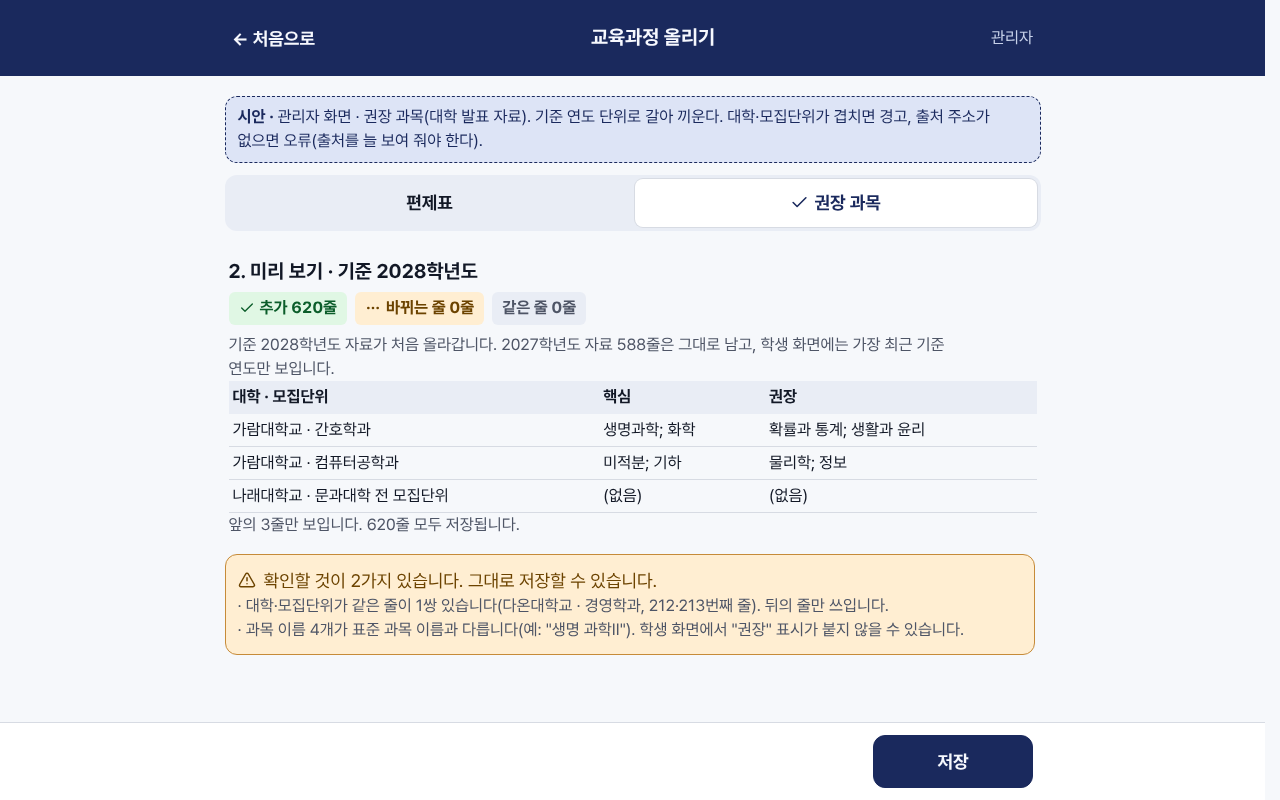 ← 처음으로
교육과정 올리기
관리자
시안 · 관리자 화면 · 권장 과목(대학 발표 자료). 기준 연도 단위로 갈아 끼운다. 대학·모집단위가 겹치면 경고, 출처 주소가
없으면 오류(출처를 늘 보여 줘야 한다).
편제표
✓ 권장 과목
2. 미리 보기 · 기준 2028학년도
✓ 추가 620줄
··· 바뀌는 줄 0줄
같은 줄 0줄
기준 2028학년도 자료가 처음 올라갑니다. 2027학년도 자료 588줄은 그대로 남고, 학생 화면에는 가장 최근 기준
연도만 보입니다.
대학 · 모집단위 핵심 권장
가람대학교 · 간호학과 생명과학; 화학 확률과 통계; 생활과 윤리
가람대학교 · 컴퓨터공학과 미적분; 기하 물리학; 정보
나래대학교 · 문과대학 전 모집단위 (없음) (없음)
앞의 3줄만 보입니다. 620줄 모두 저장됩니다.
확인할 것이 2가지 있습니다. 그대로 저장할 수 있습니다.
· 대학·모집단위가 같은 줄이 1쌍 있습니다(다온대학교 · 경영학과, 212·213번째 줄). 뒤의 줄만 쓰입니다.
· 과목 이름 4개가 표준 과목 이름과 다릅니다(예: "생명 과학II"). 학생 화면에서 "권장" 표시가 붙지 않을 수 있습니다.
저장